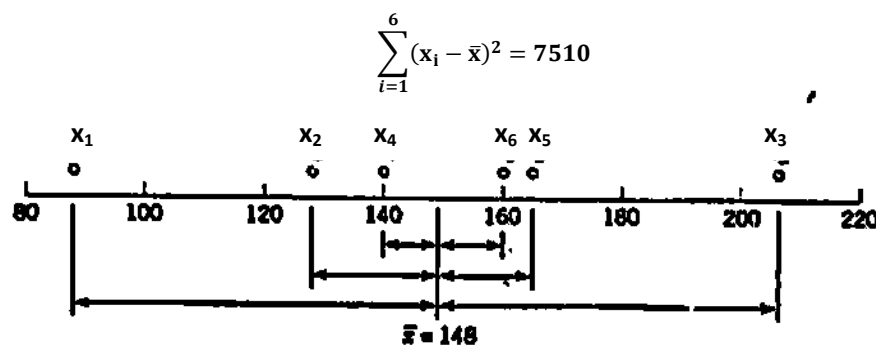 6
∑ (xᵢ − x̄)² = 7510
i=1
x₁ x₂ x₄ x₆ x₅ x₃
80 100 120 140 160 180 200 220
x̄ = 148